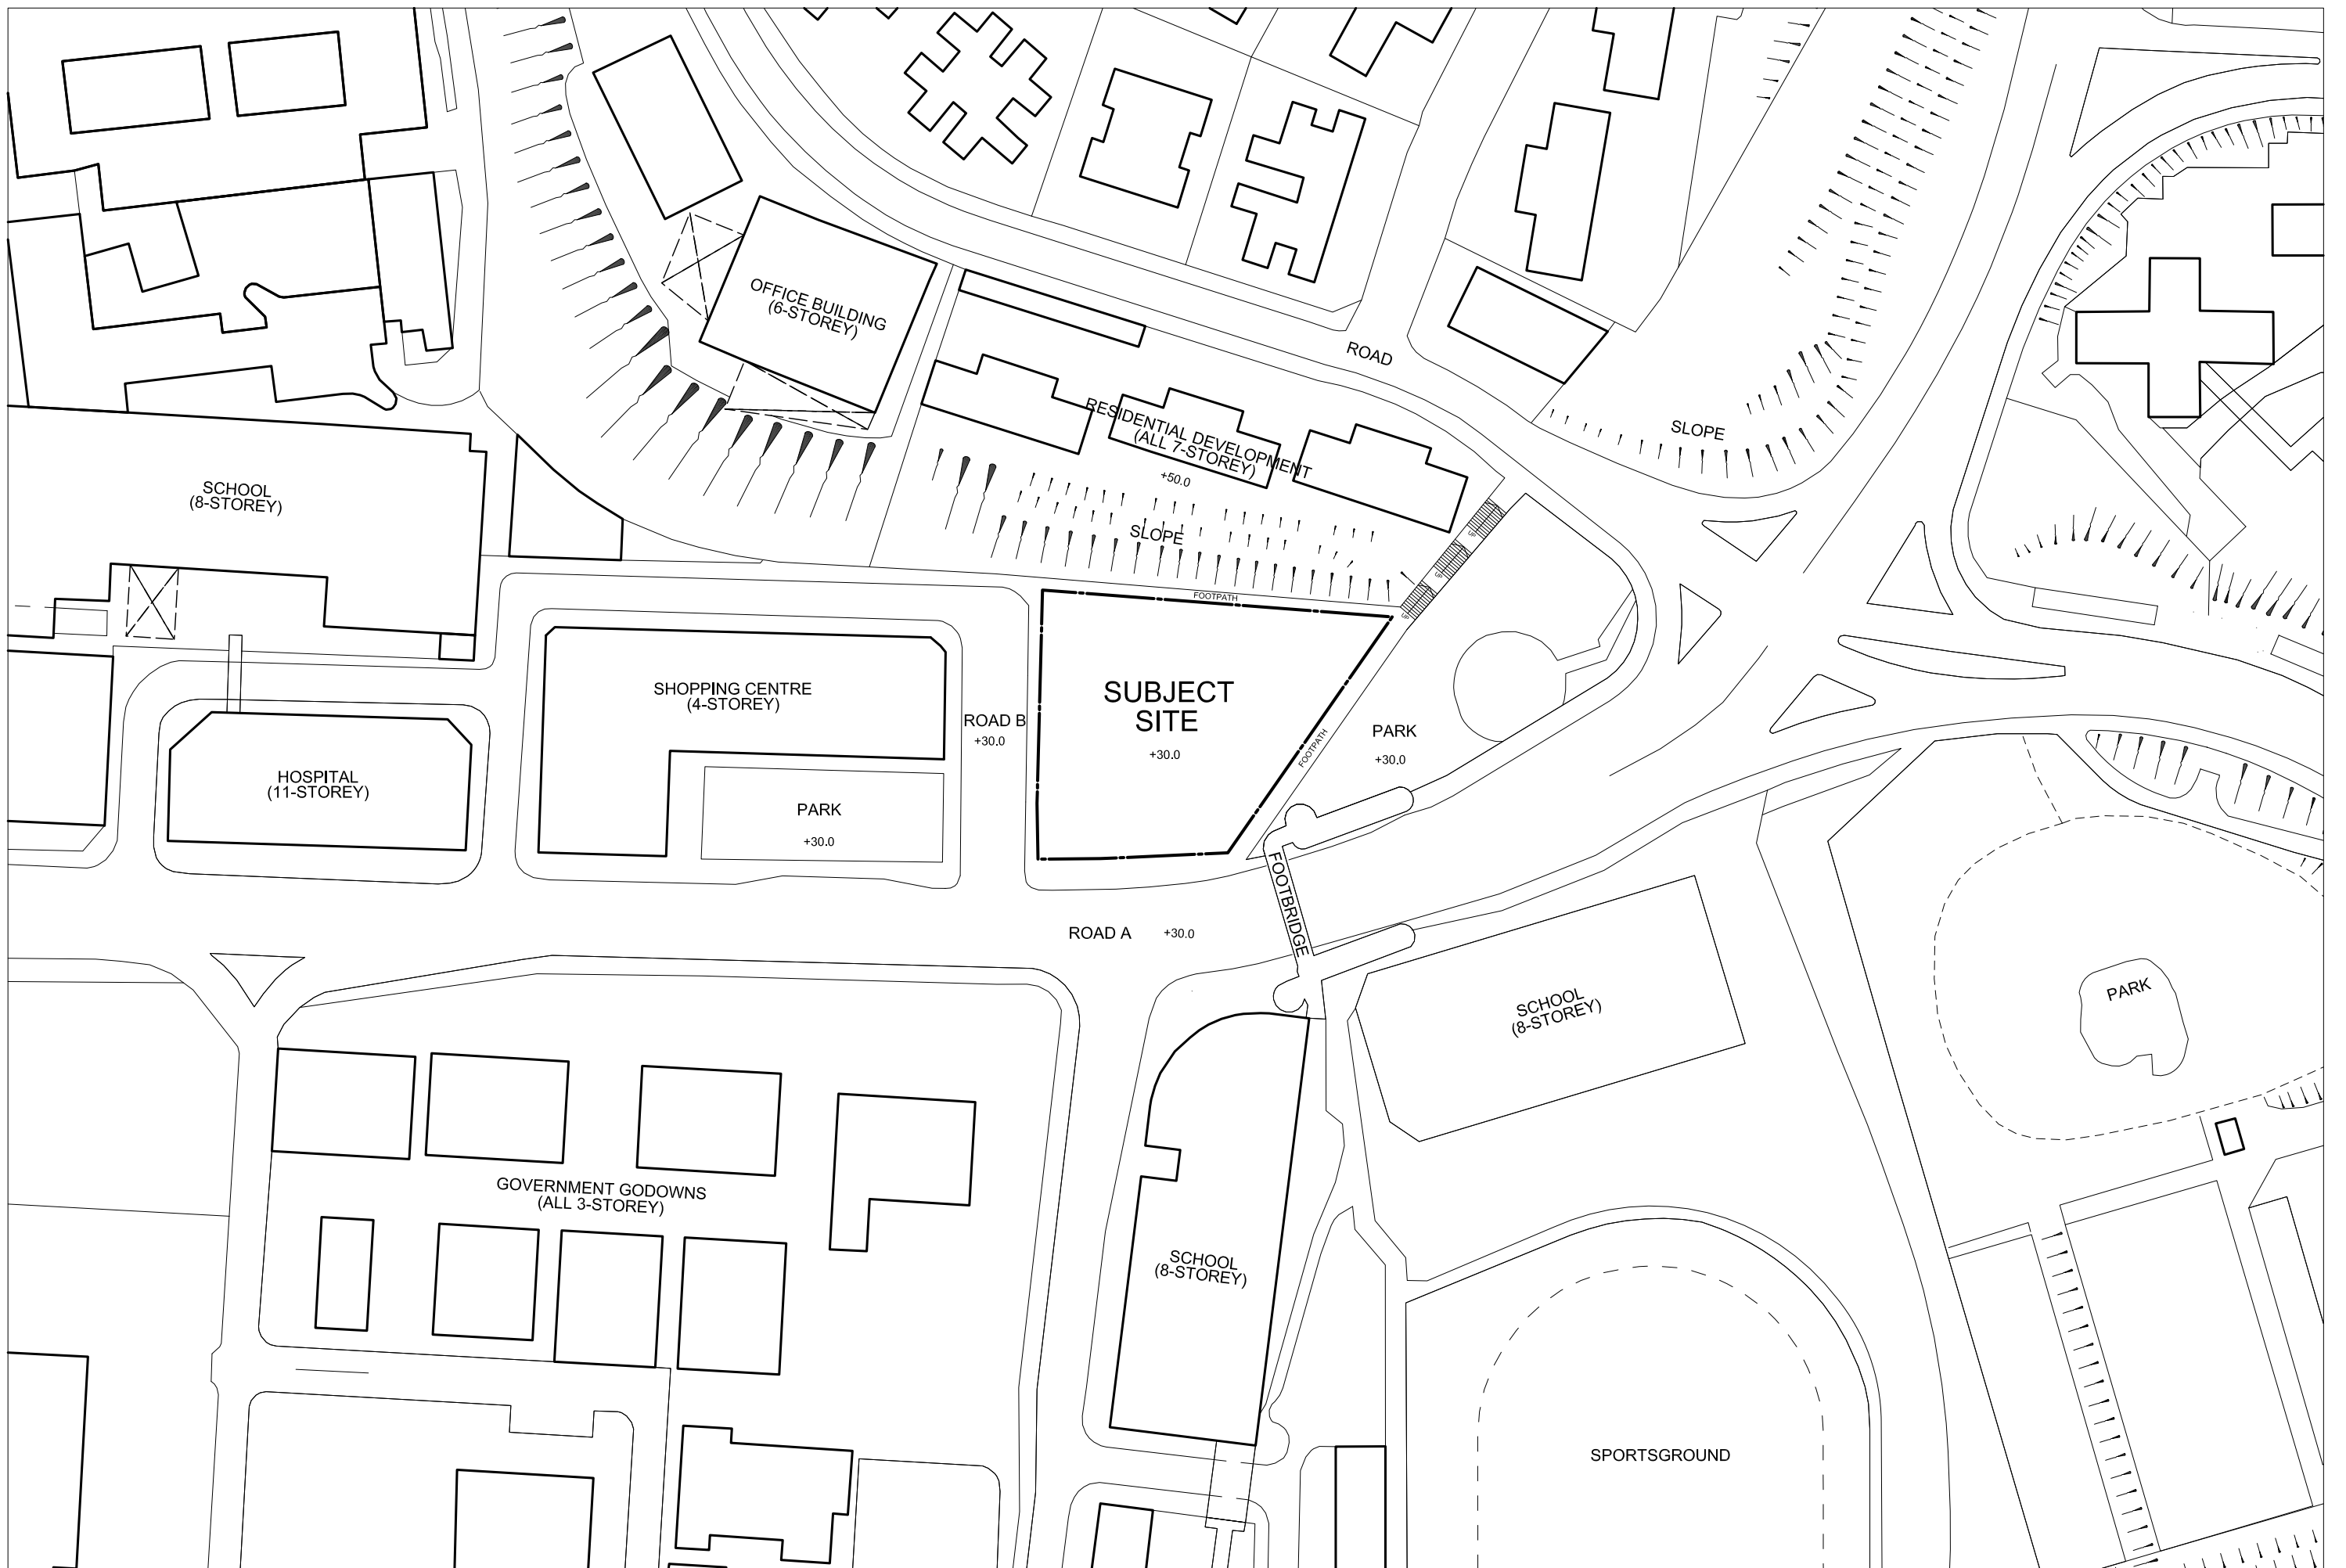 OFFICE BUILDING
(6-STOREY)
ROAD
RESIDENTIAL DEVELOPMENT
(ALL 7-STOREY)
+50.0
SLOPE
SLOPE
SCHOOL
(8-STOREY)
FOOTPATH
SHOPPING CENTRE
(4-STOREY)
ROAD B
+30.0
SUBJECT
SITE
+30.0
FOOTPATH
PARK
+30.0
HOSPITAL
(11-STOREY)
PARK
+30.0
FOOTBRIDGE
ROAD A
+30.0
SCHOOL
(8-STOREY)
PARK
GOVERNMENT GODOWNS
(ALL 3-STOREY)
SCHOOL
(8-STOREY)
SPORTSGROUND